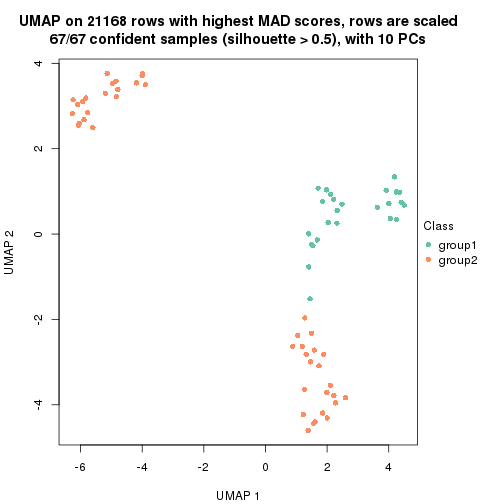 UMAP on 21168 rows with highest MAD scores, rows are scaled
67/67 confident samples (silhouette > 0.5), with 10 PCs
4
2
0
-2
-4
UMAP 2
Class
group1
group2
-6
-4
-2
0
2
4
UMAP 1